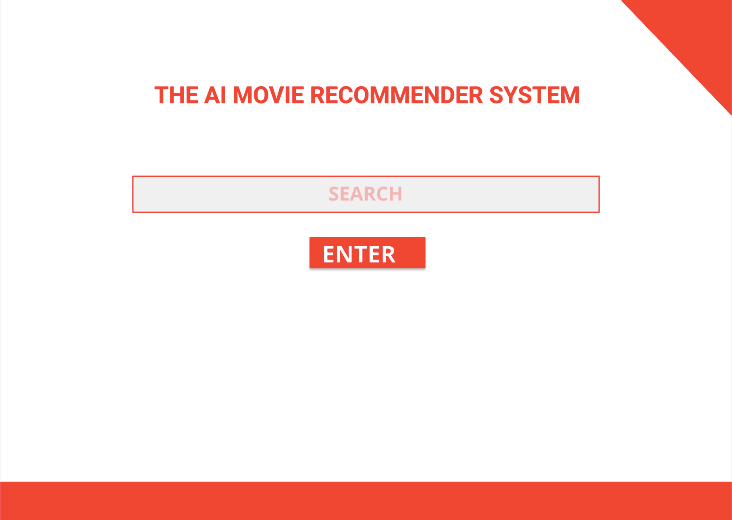 THE AI MOVIE RECOMMENDER SYSTEM
SEARCH
ENTER